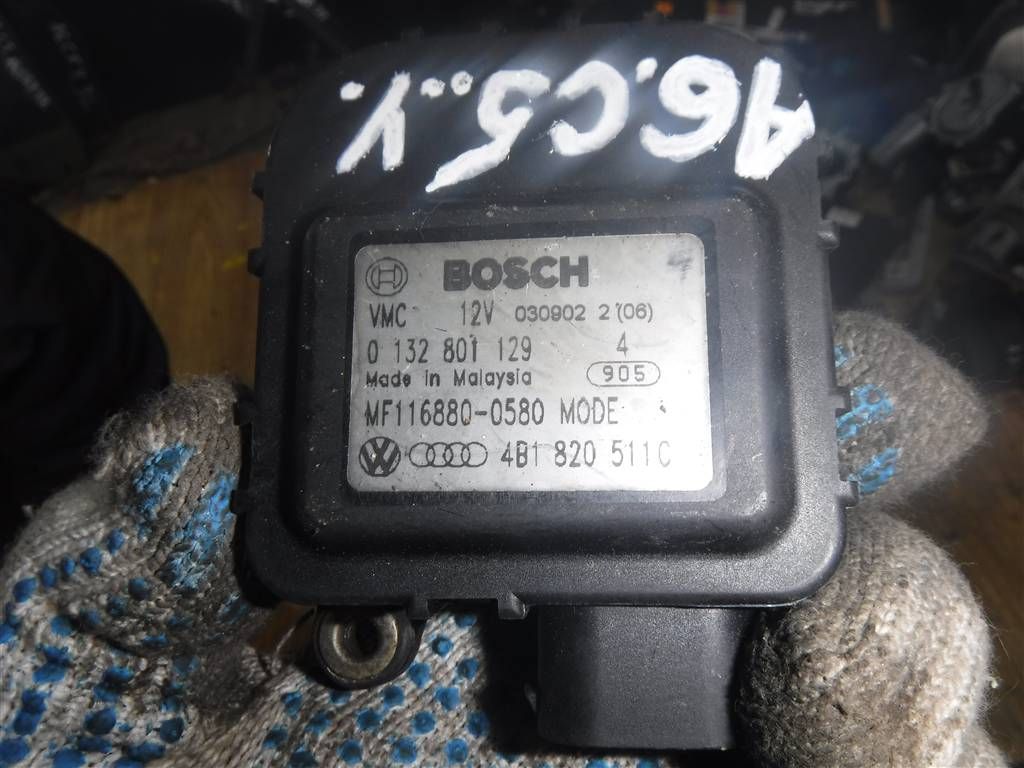 A6.C5.."Y.
BOSCH
VMC 12V 030902 2 (06)
0 132 801 129 4
Made in Malaysia 905
MF116880-0580 MODE
4B1 820 511C